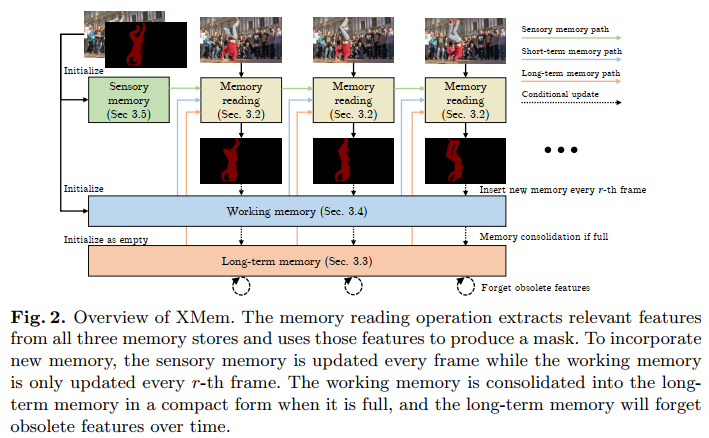 Sensory memory path
Short-term memory path
Long-term memory path
Conditional update
Initialize
Sensory
memory
(Sec 3.5)
Memory
reading
(Sec. 3.2)
Memory
reading
(Sec. 3.2)
Memory
reading
(Sec. 3.2)
Initialize
Insert new memory every r-th frame
Working memory (Sec. 3.4)
Initialize as empty
Memory consolidation if full
Long-term memory (Sec. 3.3)
Forget obsolete features
Fig. 2. Overview of XMem. The memory reading operation extracts relevant features
from all three memory stores and uses those features to produce a mask. To incorporate
new memory, the sensory memory is updated every frame while the working memory
is only updated every r-th frame. The working memory is consolidated into the long-
term memory in a compact form when it is full, and the long-term memory will forget
obsolete features over time.